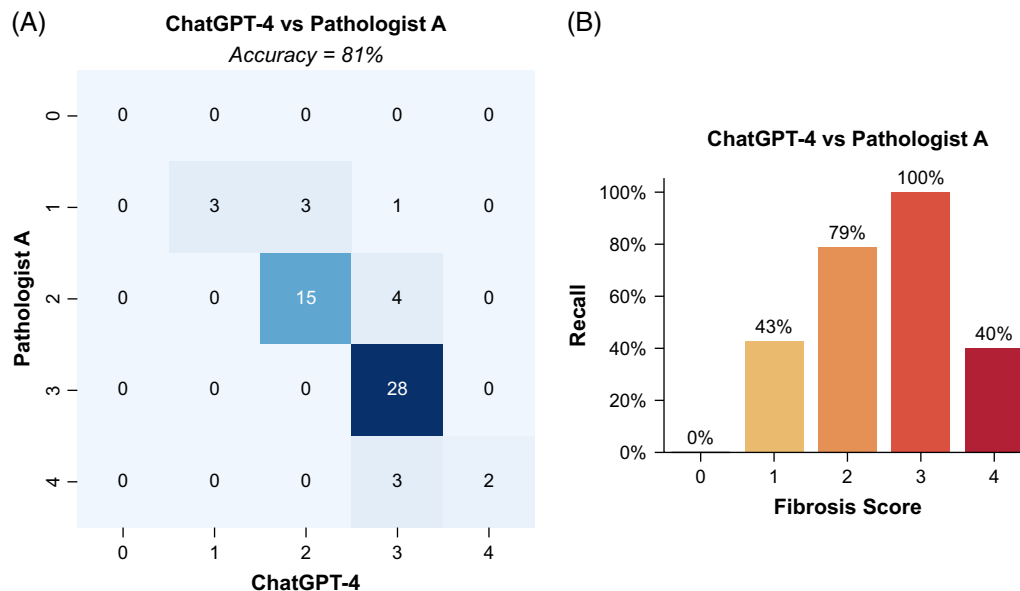 (A)
ChatGPT-4 vs Pathologist A
Accuracy = 81%
Pathologist A
0 0 0 0 0 0
1 0 3 3 1 0
2 0 0 15 4 0
3 0 0 0 28 0
4 0 0 0 3 2
0 1 2 3 4
ChatGPT-4
(B)
ChatGPT-4 vs Pathologist A
Recall
100%
80%
60%
40%
20%
0%
0%
43%
79%
100%
40%
0 1 2 3 4
Fibrosis Score